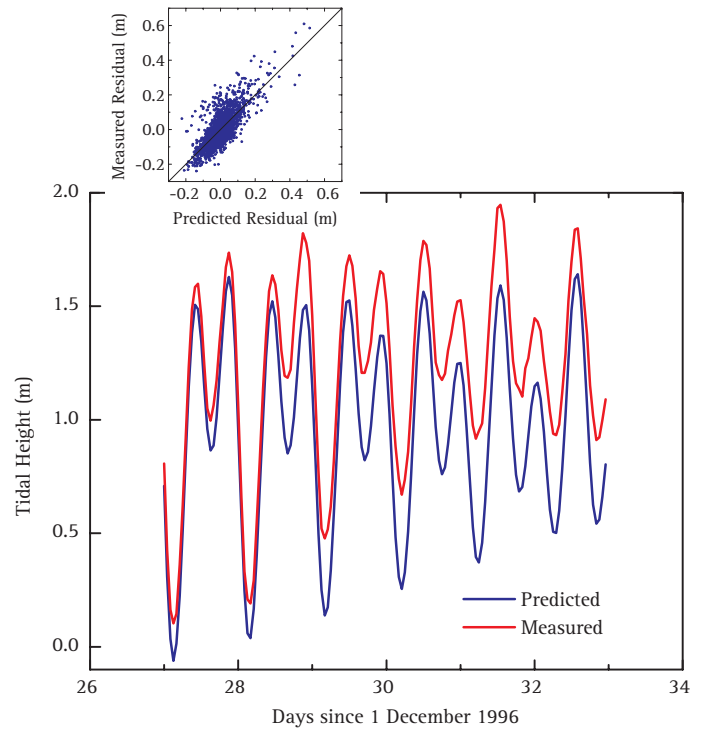 0.6
0.4
0.2
0.0
-0.2
Measured Residual (m)
-0.2 0.0 0.2 0.4 0.6
Predicted Residual (m)
2.0
1.5
1.0
0.5
0.0
Tidal Height (m)
Predicted
Measured
26 28 30 32 34
Days since 1 December 1996